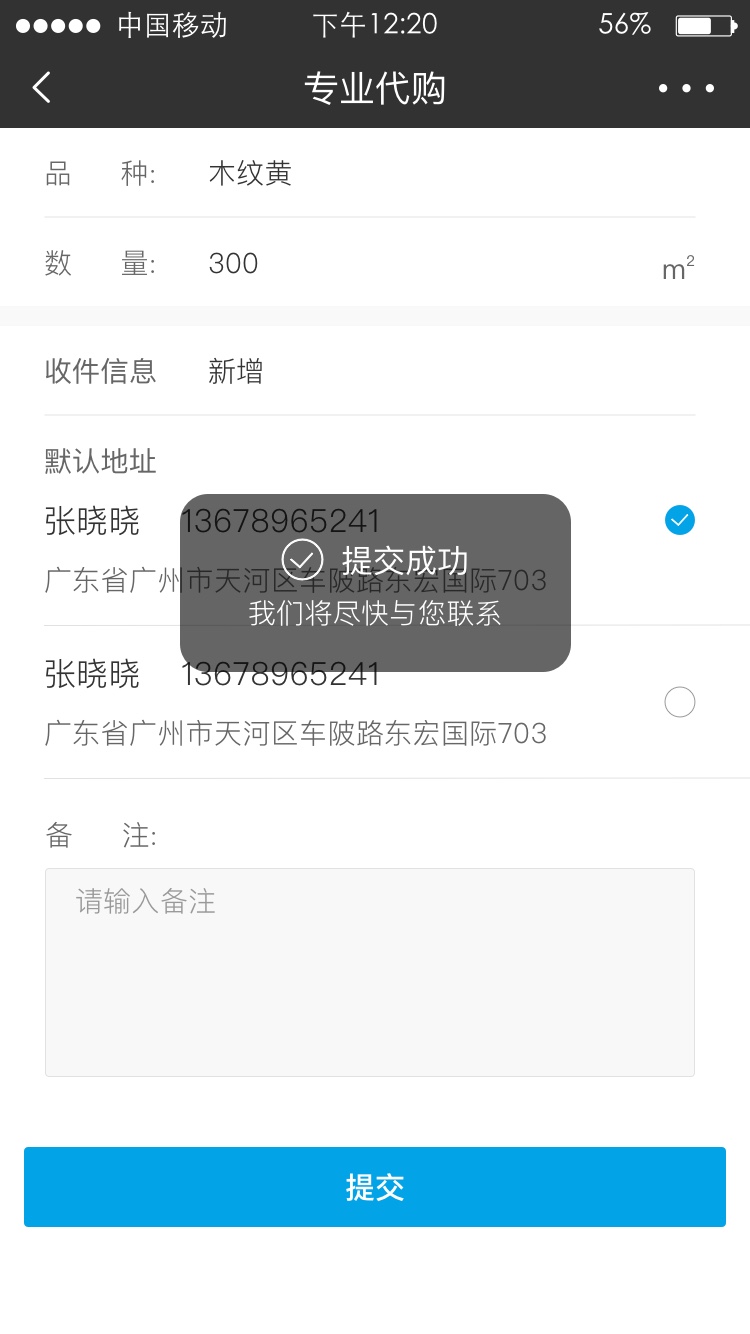 中国移动 下午12:20 56%
专业代购
品 种: 木纹黄
数 量: 300 m²
收件信息 新增
默认地址
张晓晓 13678965241
提交成功
广东省广州市天河区车陂路东宏国际703
我们将尽快与您联系
张晓晓 13678965241
广东省广州市天河区车陂路东宏国际703
备 注:
请输入备注
提交